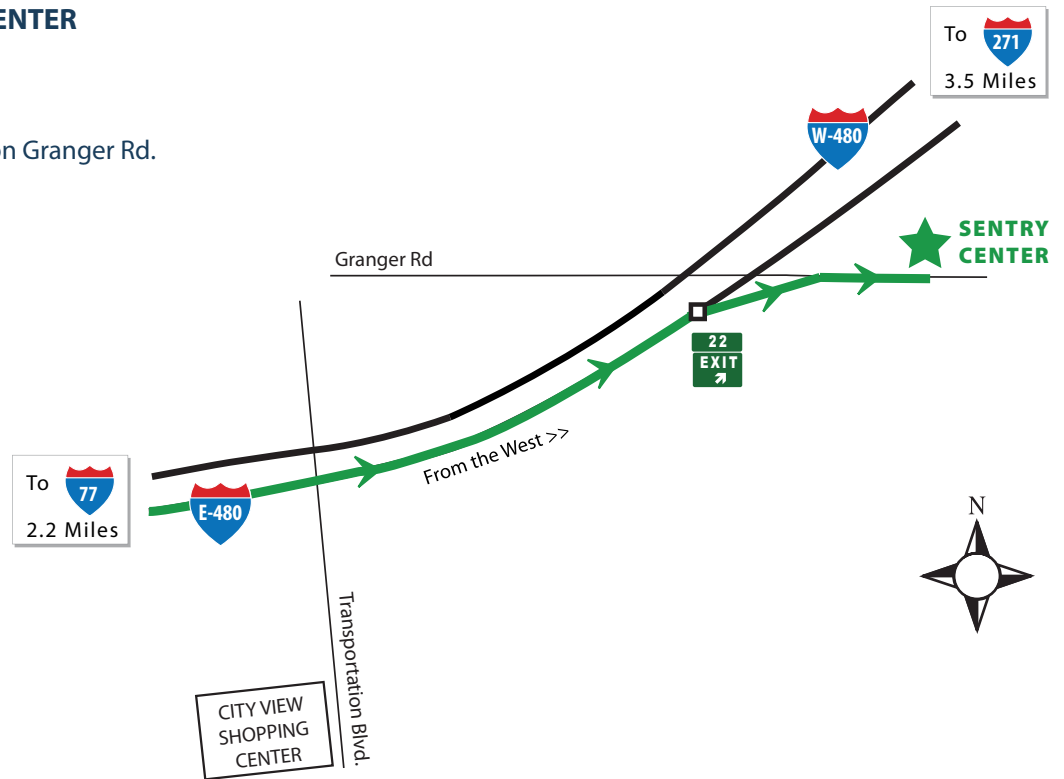 ENTER
on Granger Rd.
To 271
3.5 Miles
W-480
SENTRY
CENTER
Granger Rd
22
EXIT
From the West >>
To 77
2.2 Miles
E-480
N
Transportation Blvd.
CITY VIEW
SHOPPING
CENTER